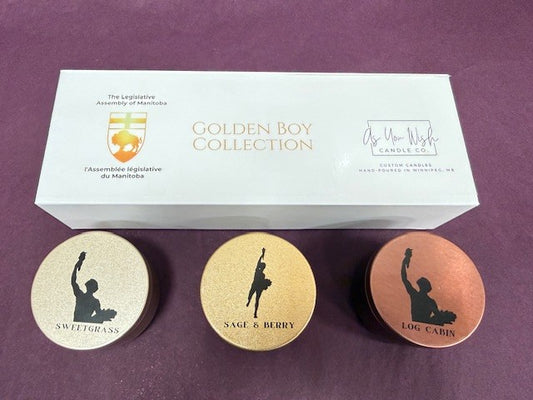 The Legislative
Assembly of Manitoba
l'Assemblée législative
du Manitoba
GOLDEN BOY
COLLECTION
As You Wish
CANDLE CO.
CUSTOM CANDLES
HAND-POURED IN WINNIPEG, MB
SWEETGRASS
SAGE & BERRY
LOG CABIN